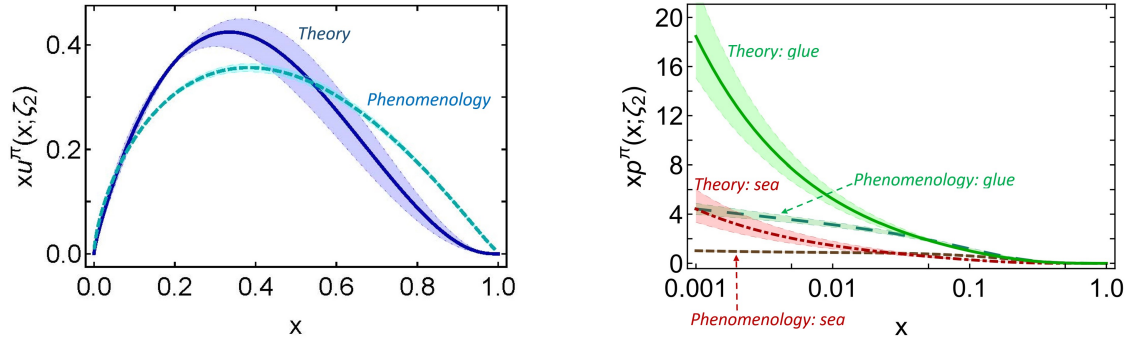 Theory
Phenomenology
xu^π(x;ζ₂)
0.4
0.2
0.0
0.0 0.2 0.4 0.6 0.8 1.0
x
Theory: glue
Theory: sea
Phenomenology: glue
xp^π(x;ζ₂)
20
16
12
8
4
0
0.001 0.01 0.1 1.0
Phenomenology: sea
x